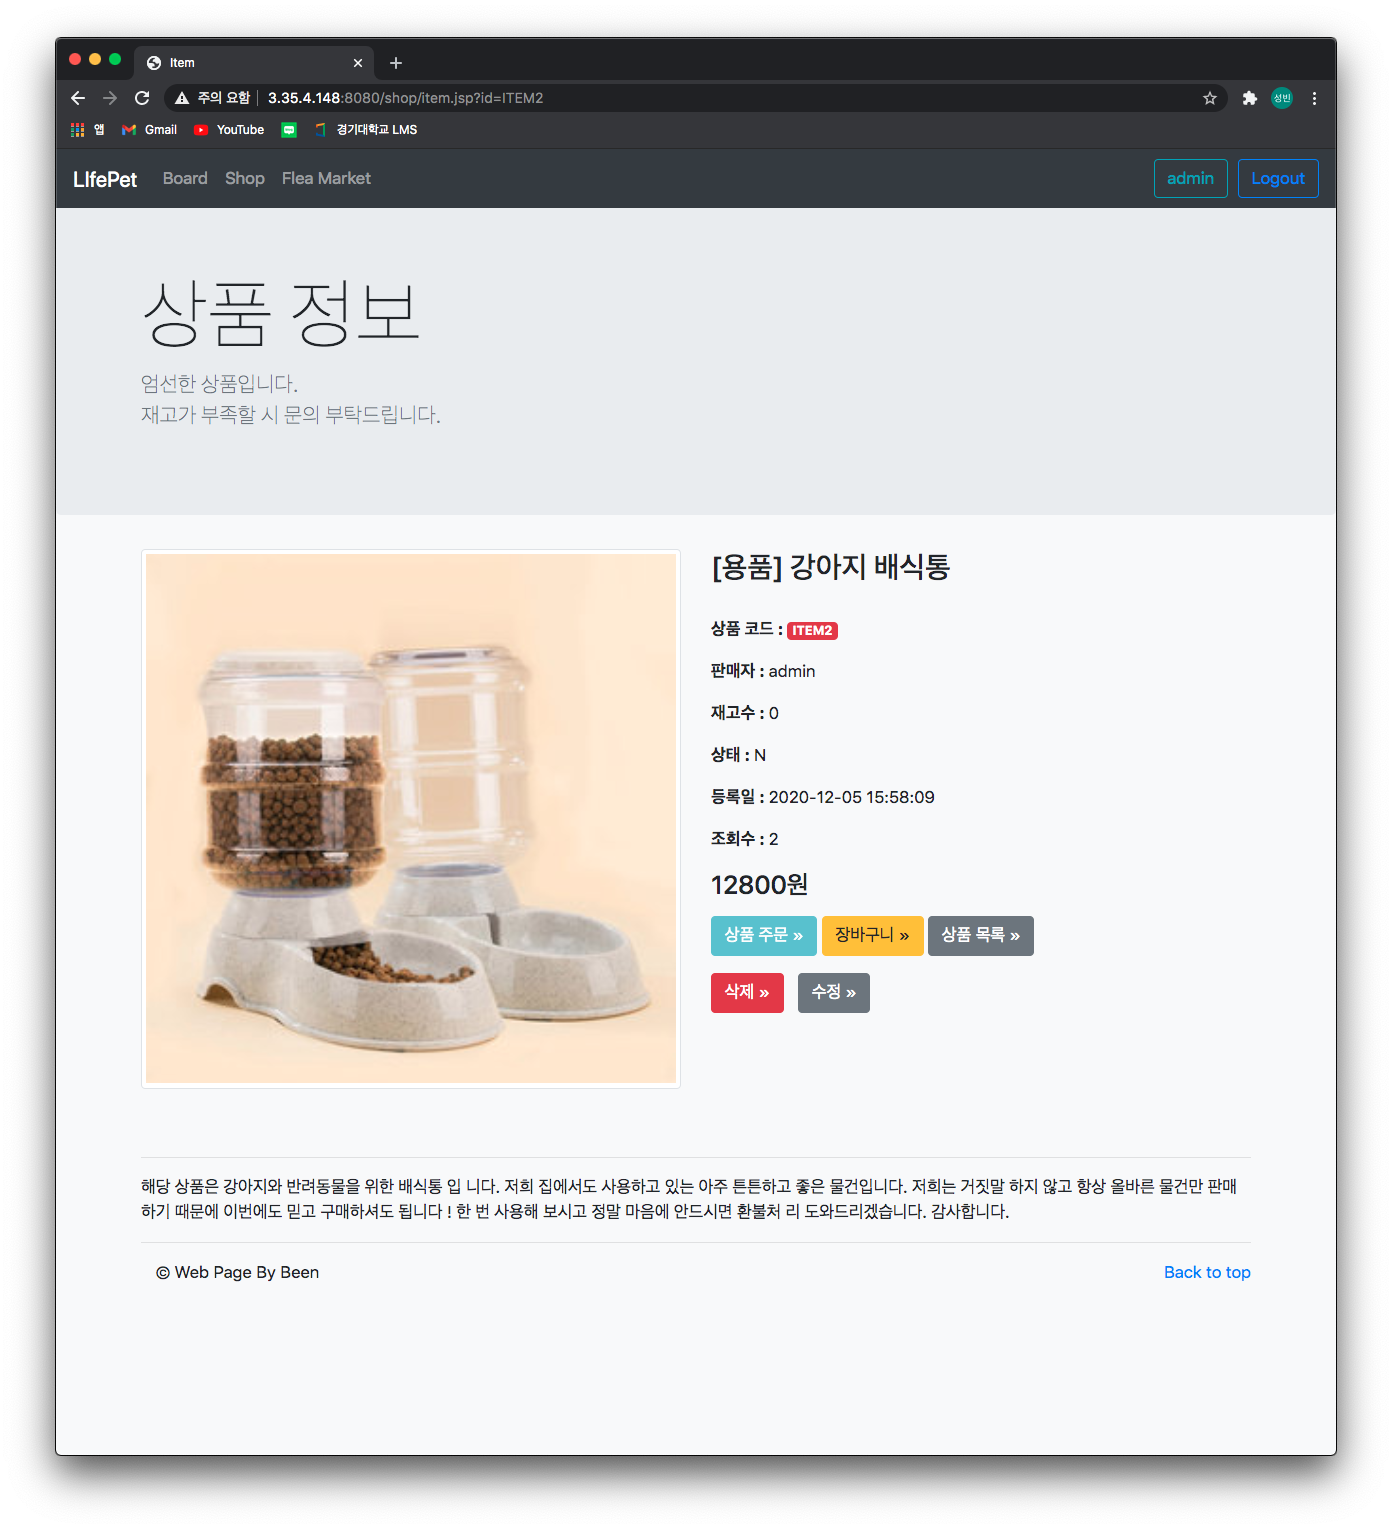 Item
주의 요함 | 3.35.4.148:8080/shop/item.jsp?id=ITEM2
성빈
앱 Gmail YouTube 경기대학교 LMS
LIfePet Board Shop Flea Market admin Logout
상품 정보
엄선한 상품입니다.
재고가 부족할 시 문의 부탁드립니다.
[용품] 강아지 배식통
상품 코드 : ITEM2
판매자 : admin
재고수 : 0
상태 : N
등록일 : 2020-12-05 15:58:09
조회수 : 2
12800원
상품 주문 » 장바구니 » 상품 목록 »
삭제 » 수정 »
해당 상품은 강아지와 반려동물을 위한 배식통 입 니다. 저희 집에서도 사용하고 있는 아주 튼튼하고 좋은 물건입니다. 저희는 거짓말 하지 않고 항상 올바른 물건만 판매
하기 때문에 이번에도 믿고 구매하셔도 됩니다 ! 한 번 사용해 보시고 정말 마음에 안드시면 환불처 리 도와드리겠습니다. 감사합니다.
© Web Page By Been Back to top